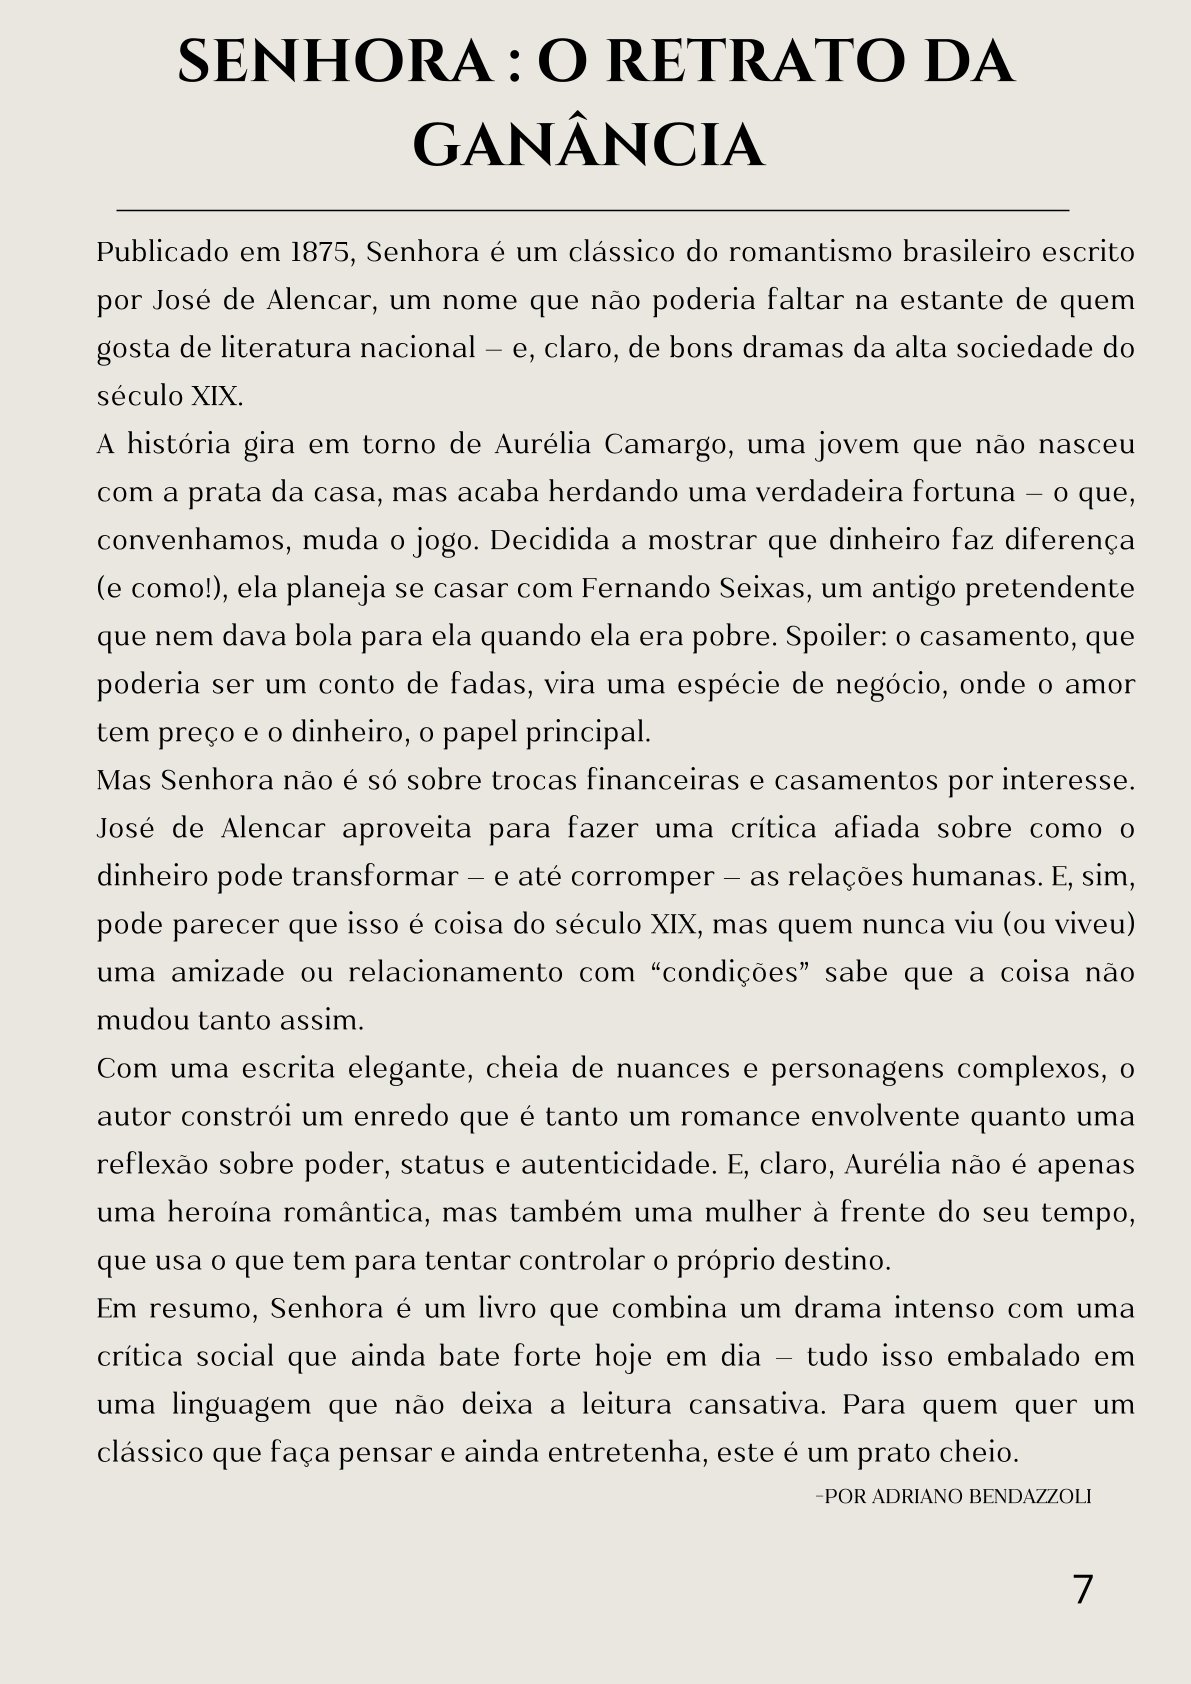 SENHORA : O RETRATO DA
GANÂNCIA
Publicado em 1875, Senhora é um clássico do romantismo brasileiro escrito
por José de Alencar, um nome que não poderia faltar na estante de quem
gosta de literatura nacional – e, claro, de bons dramas da alta sociedade do
século XIX.
A história gira em torno de Aurélia Camargo, uma jovem que não nasceu
com a prata da casa, mas acaba herdando uma verdadeira fortuna – o que,
convenhamos, muda o jogo. Decidida a mostrar que dinheiro faz diferença
(e como!), ela planeja se casar com Fernando Seixas, um antigo pretendente
que nem dava bola para ela quando ela era pobre. Spoiler: o casamento, que
poderia ser um conto de fadas, vira uma espécie de negócio, onde o amor
tem preço e o dinheiro, o papel principal.
Mas Senhora não é só sobre trocas financeiras e casamentos por interesse.
José de Alencar aproveita para fazer uma crítica afiada sobre como o
dinheiro pode transformar – e até corromper – as relações humanas. E, sim,
pode parecer que isso é coisa do século XIX, mas quem nunca viu (ou viveu)
uma amizade ou relacionamento com “condições” sabe que a coisa não
mudou tanto assim.
Com uma escrita elegante, cheia de nuances e personagens complexos, o
autor constrói um enredo que é tanto um romance envolvente quanto uma
reflexão sobre poder, status e autenticidade. E, claro, Aurélia não é apenas
uma heroína romântica, mas também uma mulher à frente do seu tempo,
que usa o que tem para tentar controlar o próprio destino.
Em resumo, Senhora é um livro que combina um drama intenso com uma
crítica social que ainda bate forte hoje em dia – tudo isso embalado em
uma linguagem que não deixa a leitura cansativa. Para quem quer um
clássico que faça pensar e ainda entretenha, este é um prato cheio.
-POR ADRIANO BENDAZZOLI
7